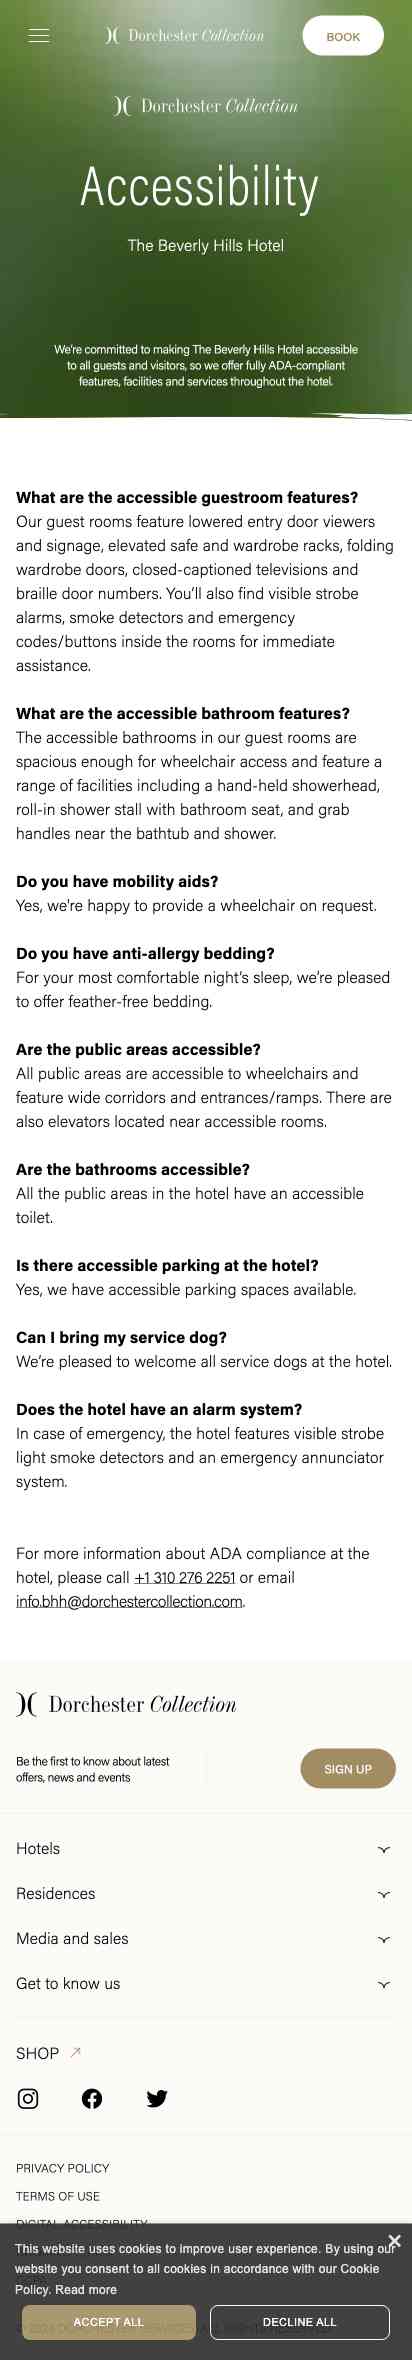 Dorchester Collection
BOOK
Dorchester Collection
Accessibility
The Beverly Hills Hotel
We're committed to making The Beverly Hills Hotel accessible
to all guests and visitors, so we offer fully ADA-compliant
features, facilities and services throughout the hotel.
What are the accessible guestroom features?
Our guest rooms feature lowered entry door viewers
and signage, elevated safe and wardrobe racks, folding
wardrobe doors, closed-captioned televisions and
braille door numbers. You'll also find visible strobe
alarms, smoke detectors and emergency
codes/buttons inside the rooms for immediate
assistance.
What are the accessible bathroom features?
The accessible bathrooms in our guest rooms are
spacious enough for wheelchair access and feature a
range of facilities including a hand-held showerhead,
roll-in shower stall with bathroom seat, and grab
handles near the bathtub and shower.
Do you have mobility aids?
Yes, we're happy to provide a wheelchair on request.
Do you have anti-allergy bedding?
For your most comfortable night's sleep, we're pleased
to offer feather-free bedding.
Are the public areas accessible?
All public areas are accessible to wheelchairs and
feature wide corridors and entrances/ramps. There are
also elevators located near accessible rooms.
Are the bathrooms accessible?
All the public areas in the hotel have an accessible
toilet.
Is there accessible parking at the hotel?
Yes, we have accessible parking spaces available.
Can I bring my service dog?
We're pleased to welcome all service dogs at the hotel.
Does the hotel have an alarm system?
In case of emergency, the hotel features visible strobe
light smoke detectors and an emergency annunciator
system.
For more information about ADA compliance at the
hotel, please call +1 310 276 2251 or email
info.bhh@dorchestercollection.com.
Dorchester Collection
Be the first to know about latest
offers, news and events
SIGN UP
Hotels
Residences
Media and sales
Get to know us
SHOP
PRIVACY POLICY
TERMS OF USE
DIGITAL ACCESSIBILITY
This website uses cookies to improve user experience. By using our
website you consent to all cookies in accordance with our Cookie
Policy. Read more
ACCEPT ALL
DECLINE ALL